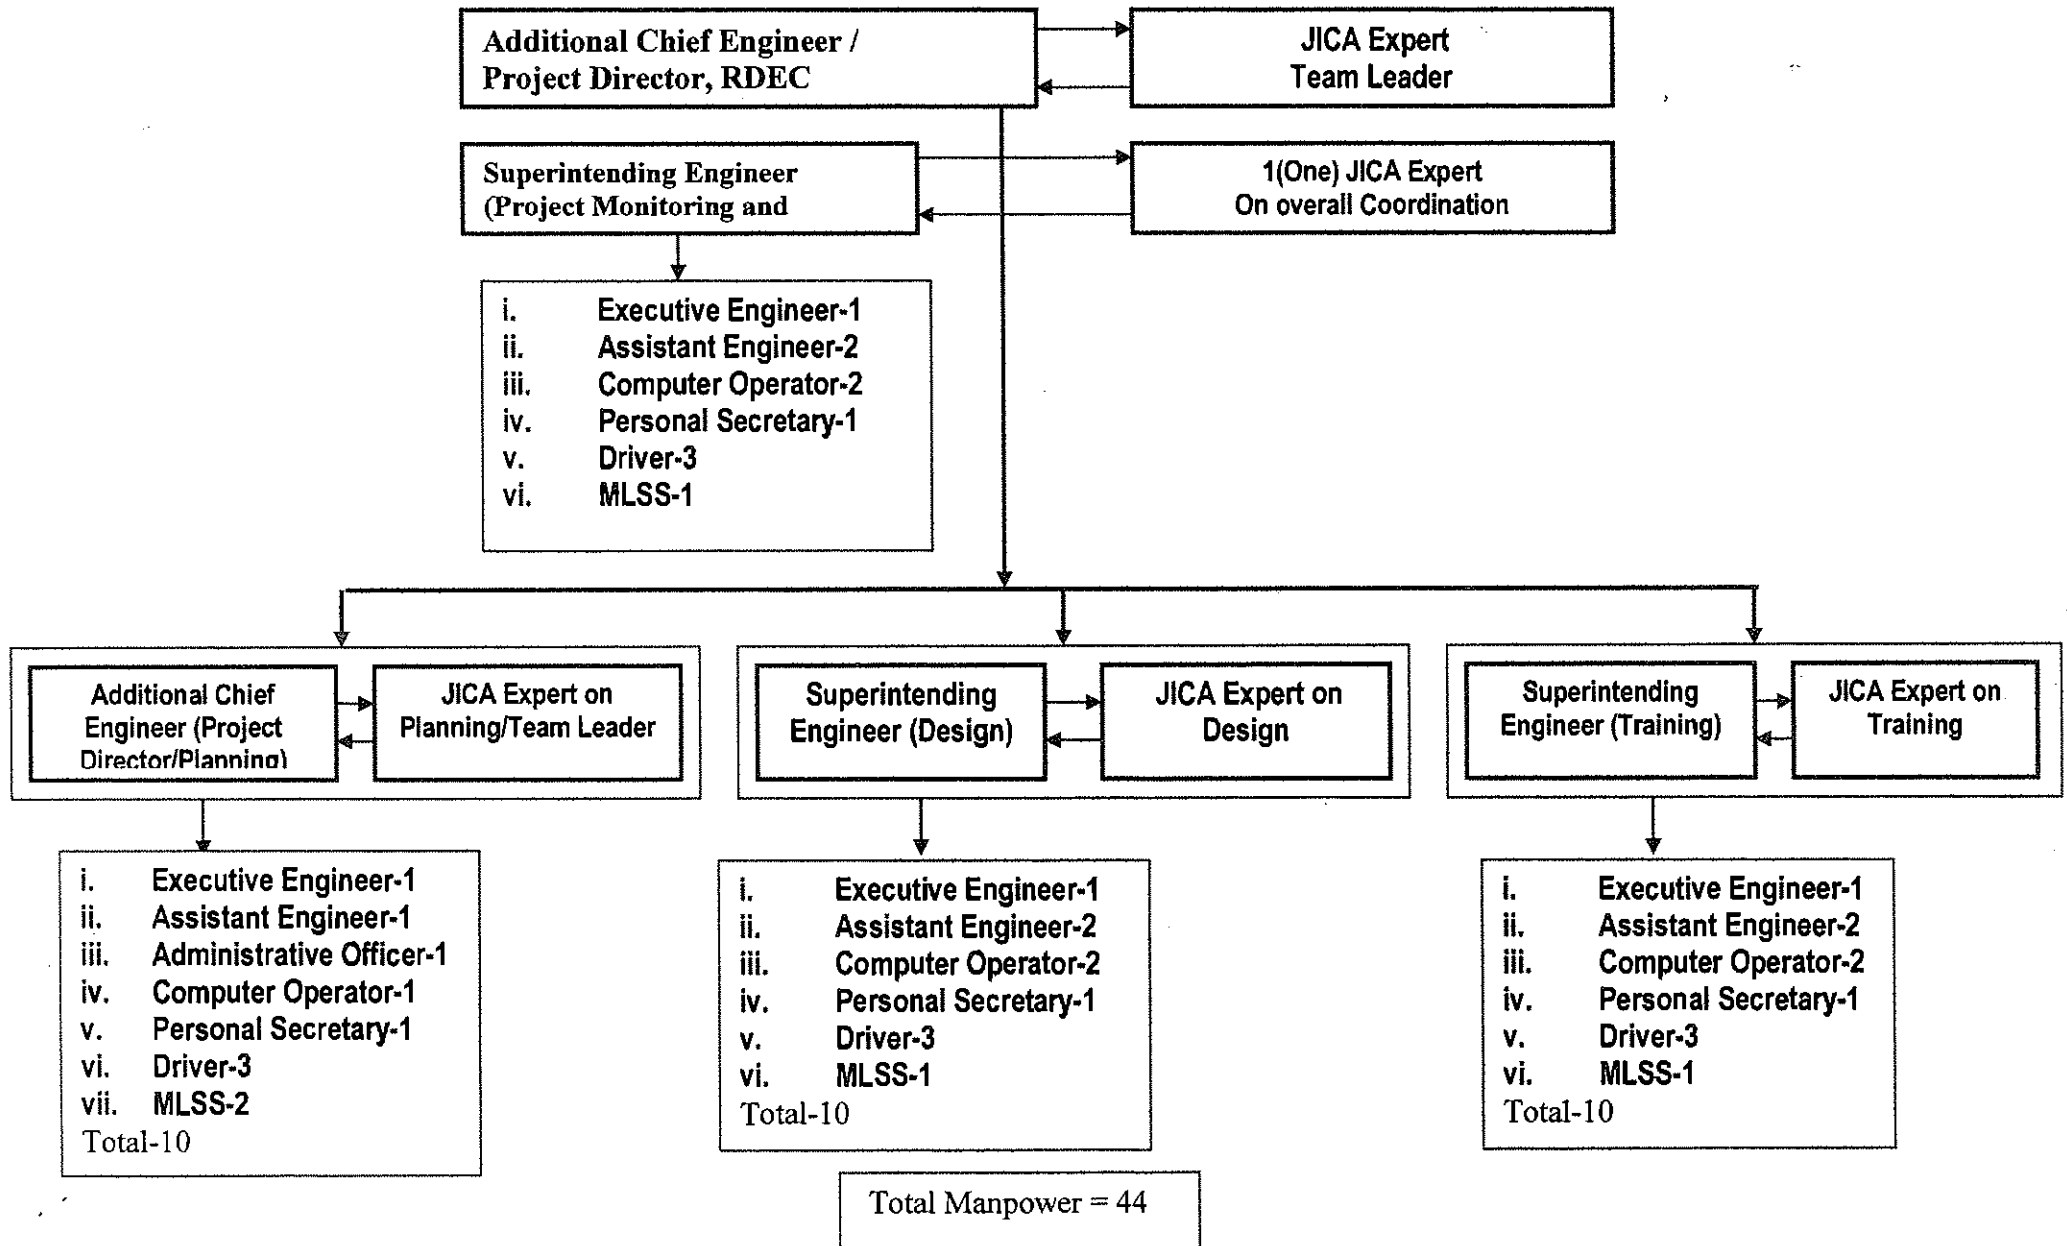 Additional Chief Engineer /
Project Director, RDEC
JICA Expert
Team Leader
Superintending Engineer
(Project Monitoring and
1(One) JICA Expert
On overall Coordination
i. Executive Engineer-1
ii. Assistant Engineer-2
iii. Computer Operator-2
iv. Personal Secretary-1
v. Driver-3
vi. MLSS-1
Additional Chief
Engineer (Project
Director/Planning)
JICA Expert on
Planning/Team Leader
Superintending
Engineer (Design)
JICA Expert on
Design
Superintending
Engineer (Training)
JICA Expert on
Training
i. Executive Engineer-1
ii. Assistant Engineer-1
iii. Administrative Officer-1
iv. Computer Operator-1
v. Personal Secretary-1
vi. Driver-3
vii. MLSS-2
Total-10
i. Executive Engineer-1
ii. Assistant Engineer-2
iii. Computer Operator-2
iv. Personal Secretary-1
v. Driver-3
vi. MLSS-1
Total-10
i. Executive Engineer-1
ii. Assistant Engineer-2
iii. Computer Operator-2
iv. Personal Secretary-1
v. Driver-3
vi. MLSS-1
Total-10
Total Manpower = 44